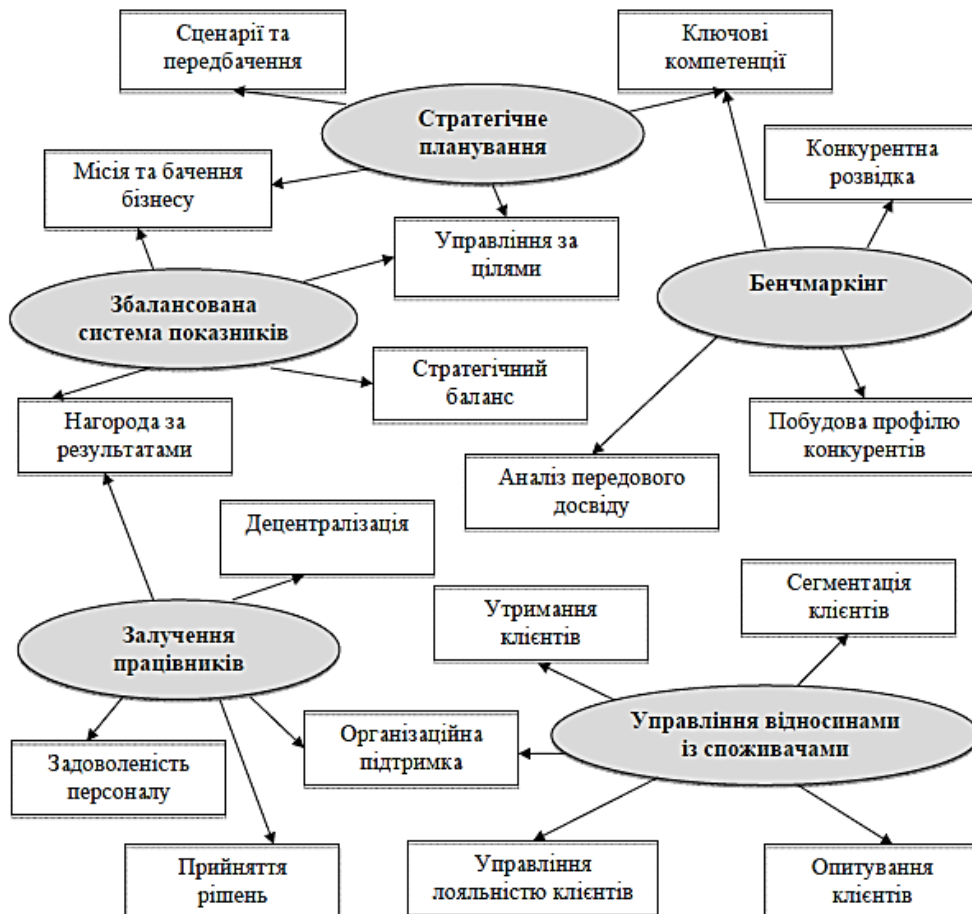 Сценарії та
передбачення
Ключові
компетенції
Стратегічне
планування
Конкурентна
розвідка
Місія та бачення
бізнесу
Управління за
цілями
Бенчмаркінг
Збалансована
система показників
Стратегічний
баланс
Нагорода за
результатами
Побудова профілю
конкурентів
Аналіз передового
досвіду
Децентралізація
Сегментація
клієнтів
Утримання
клієнтів
Залучення
працівників
Управління відносинами
із споживачами
Організаційна
підтримка
Задоволеність
персоналу
Прийняття
рішень
Управління
лояльністю клієнтів
Опитування
клієнтів